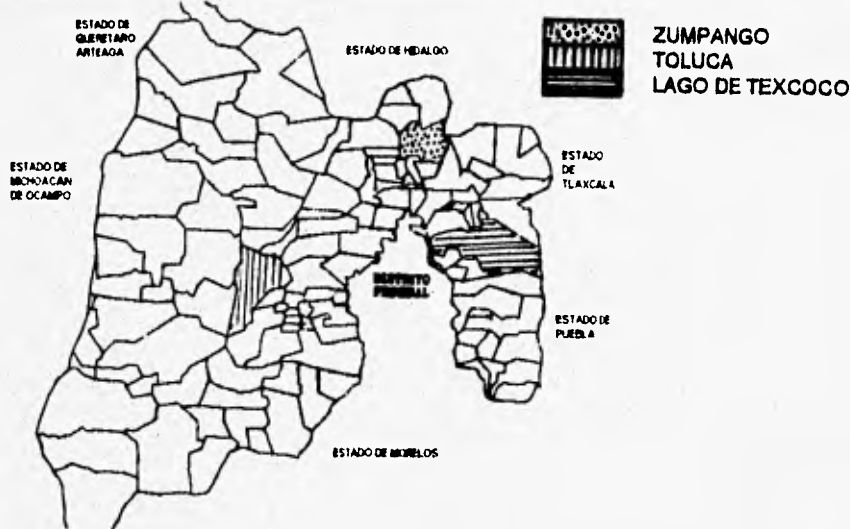 ESTADO DE
QUERETARO
ARTEAGA
ESTADO DE HIDALGO
ZUMPANGO
TOLUCA
LAGO DE TEXCOCO
ESTADO DE
MICHOACAN
DE OCAMPO
ESTADO
DE
TLAXCALA
DISTRITO
FEDERAL
ESTADO DE
PUEBLA
ESTADO DE MORELOS